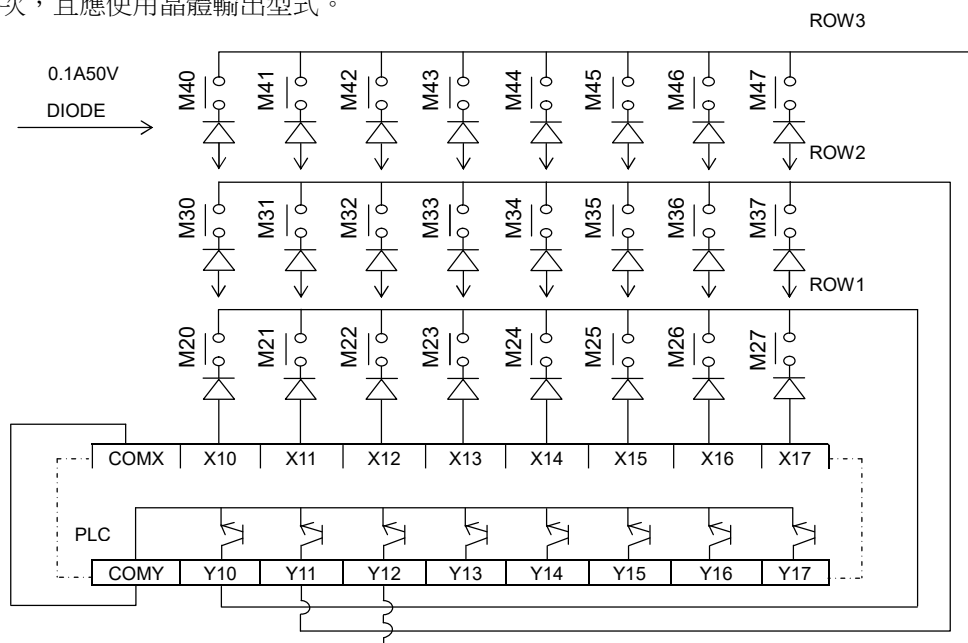 次，且應使用晶體輸出型式。
ROW3
0.1A50V
DIODE
M40 M41 M42 M43 M44 M45 M46 M47
ROW2
M30 M31 M32 M33 M34 M35 M36 M37
ROW1
M20 M21 M22 M23 M24 M25 M26 M27
COMX X10 X11 X12 X13 X14 X15 X16 X17
PLC
COMY Y10 Y11 Y12 Y13 Y14 Y15 Y16 Y17